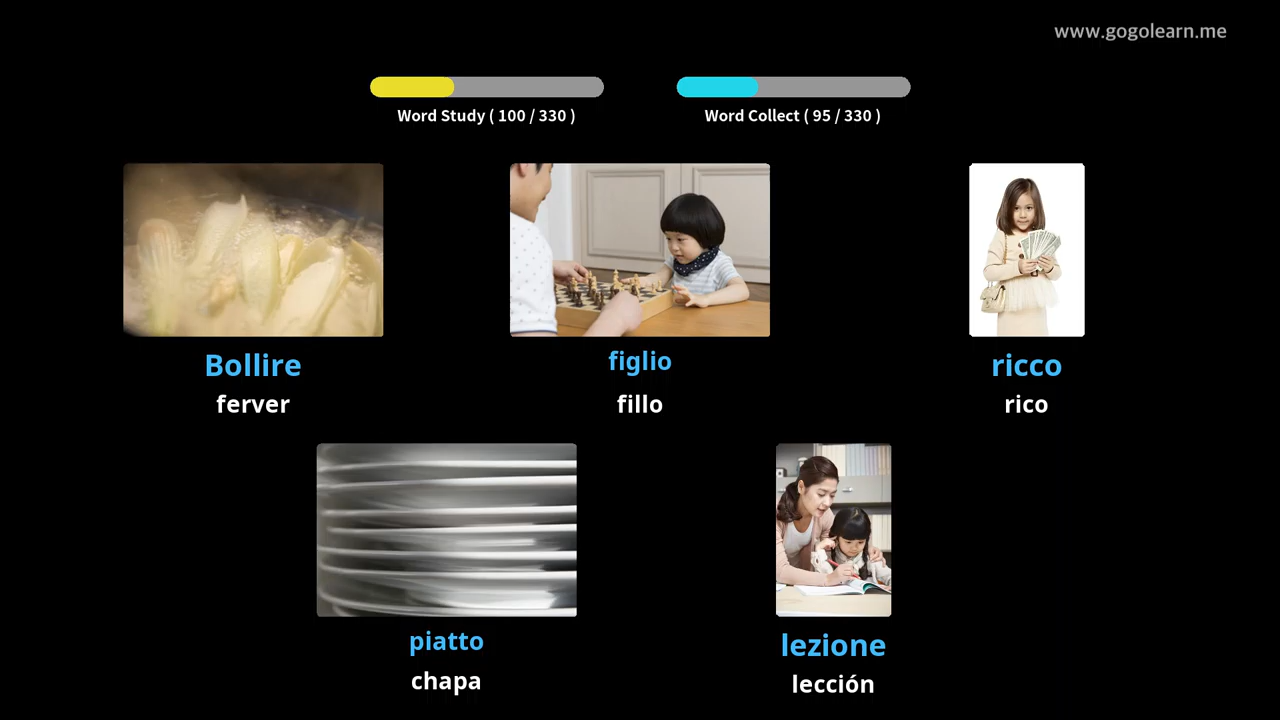 www.gogolearn.me
Word Study ( 100 / 330 )
Word Collect ( 95 / 330 )
Bollire
ferver
figlio
fillo
ricco
rico
piatto
chapa
lezione
lección